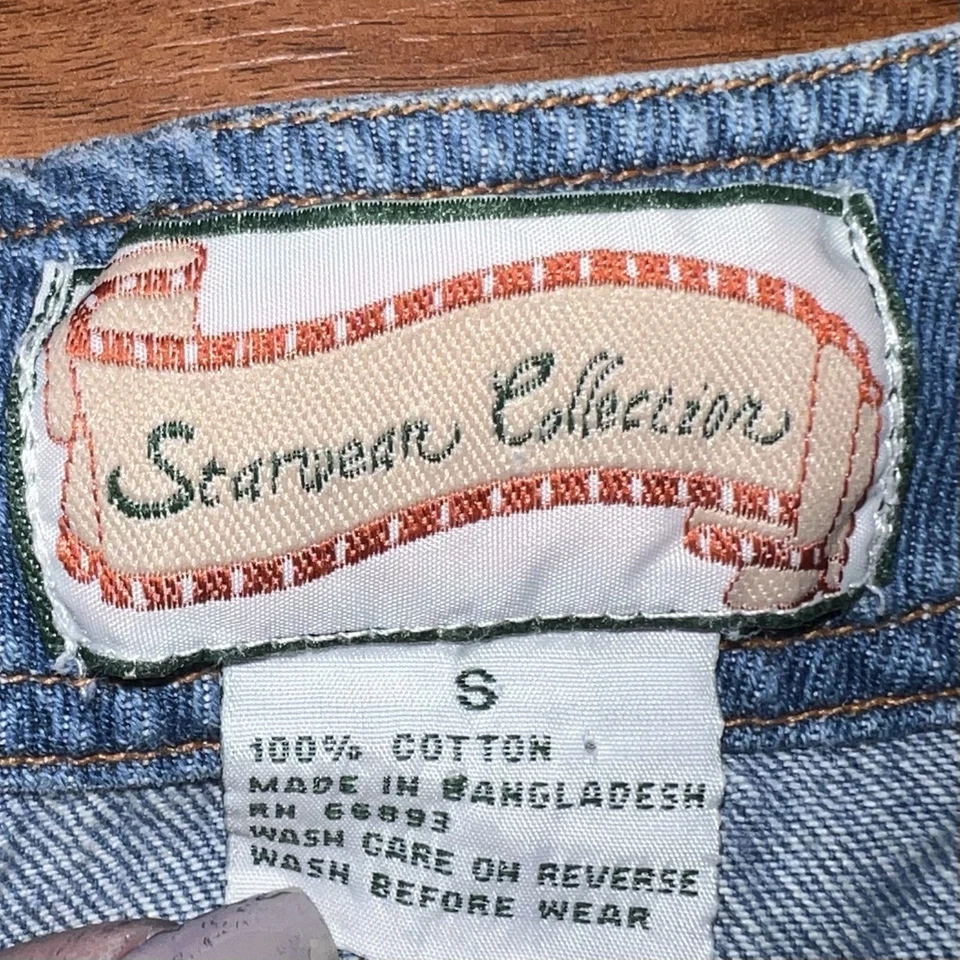 Starwear Collection
S
100% COTTON
MADE IN BANGLADESH
RN 66893
WASH CARE ON REVERSE
WASH BEFORE WEAR